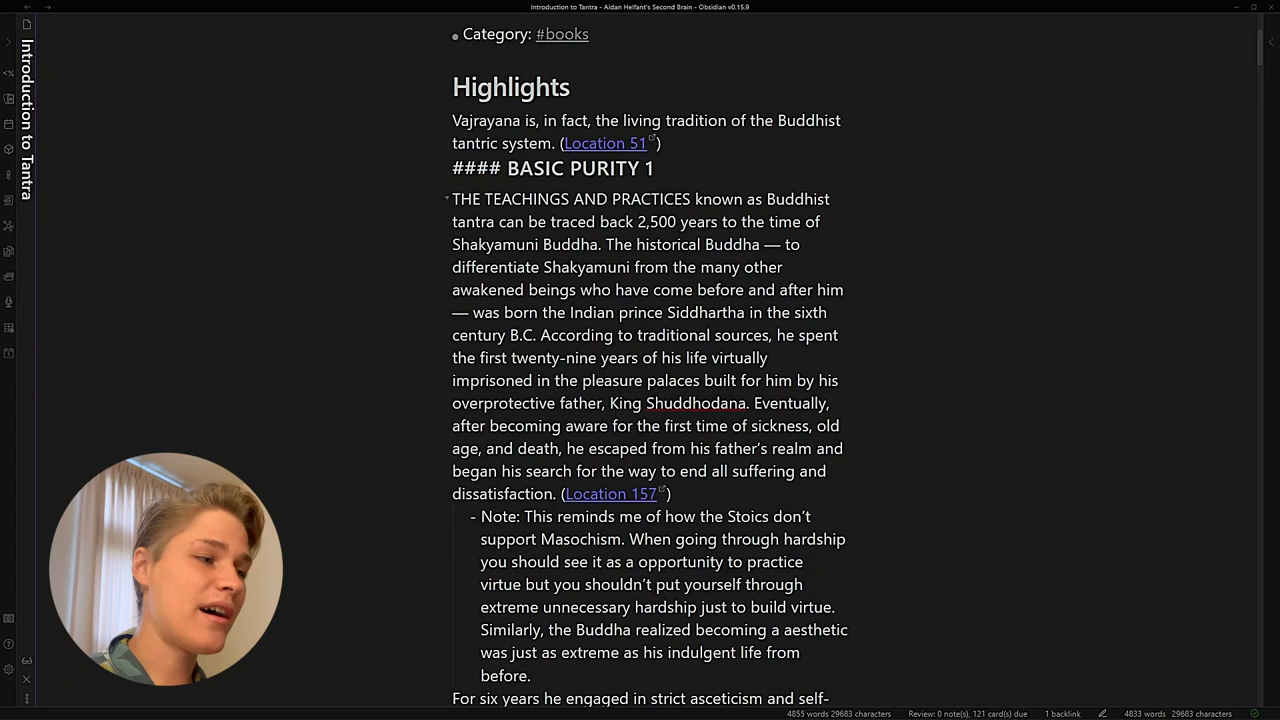 Introduction to Tantra - Aidan Helfant's Second Brain - Obsidian v0.15.9
Introduction to Tantra
Category: #books
Highlights
Vajrayana is, in fact, the living tradition of the Buddhist
tantric system. (Location 51)
#### BASIC PURITY 1
THE TEACHINGS AND PRACTICES known as Buddhist
tantra can be traced back 2,500 years to the time of
Shakyamuni Buddha. The historical Buddha — to
differentiate Shakyamuni from the many other
awakened beings who have come before and after him
— was born the Indian prince Siddhartha in the sixth
century B.C. According to traditional sources, he spent
the first twenty-nine years of his life virtually
imprisoned in the pleasure palaces built for him by his
overprotective father, King Shuddhodana. Eventually,
after becoming aware for the first time of sickness, old
age, and death, he escaped from his father's realm and
began his search for the way to end all suffering and
dissatisfaction. (Location 157)
- Note: This reminds me of how the Stoics don't
support Masochism. When going through hardship
you should see it as a opportunity to practice
virtue but you shouldn't put yourself through
extreme unnecessary hardship just to build virtue.
Similarly, the Buddha realized becoming a aesthetic
was just as extreme as his indulgent life from
before.
For six years he engaged in strict asceticism and self-
4855 words 29683 characters Review: 0 note(s), 121 card(s) due 1 backlink 4833 words 29683 characters